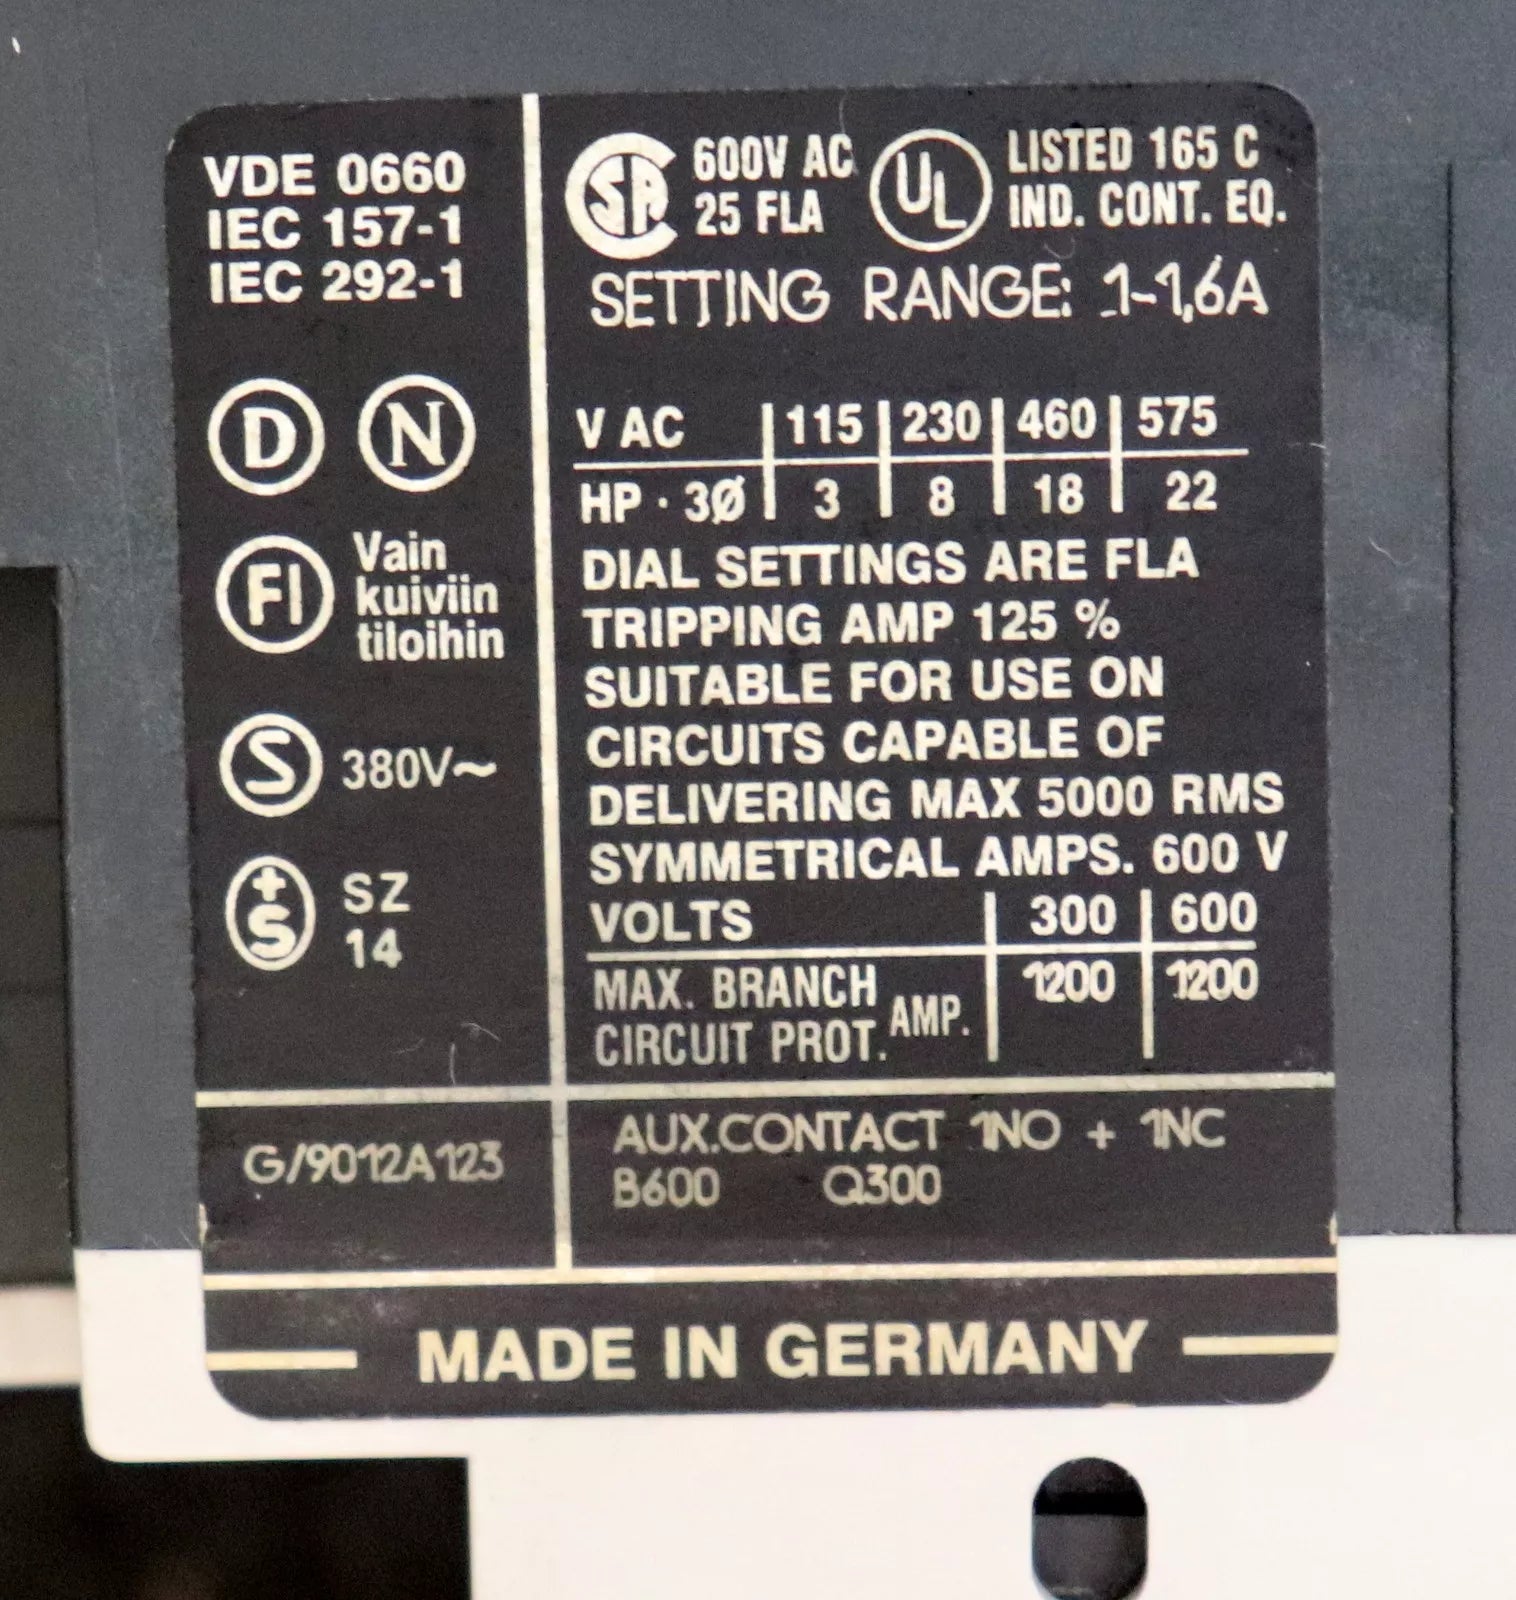 VDE 0660
IEC 157-1
IEC 292-1
D N
FI Vain
kuiviin
tiloihin
S 380V~
+S SZ
14
G/9012A123
SA 600V AC
25 FLA
UL LISTED 165 C
IND. CONT. EQ.
SETTING RANGE: 1-1,6A
V AC | 115 | 230 | 460 | 575
HP · 3Ø | 3 | 8 | 18 | 22
DIAL SETTINGS ARE FLA
TRIPPING AMP 125 %
SUITABLE FOR USE ON
CIRCUITS CAPABLE OF
DELIVERING MAX 5000 RMS
SYMMETRICAL AMPS. 600 V
VOLTS | 300 | 600
MAX. BRANCH
CIRCUIT PROT. AMP. | 1200 | 1200
AUX.CONTACT 1NO + 1NC
B600 Q300
MADE IN GERMANY